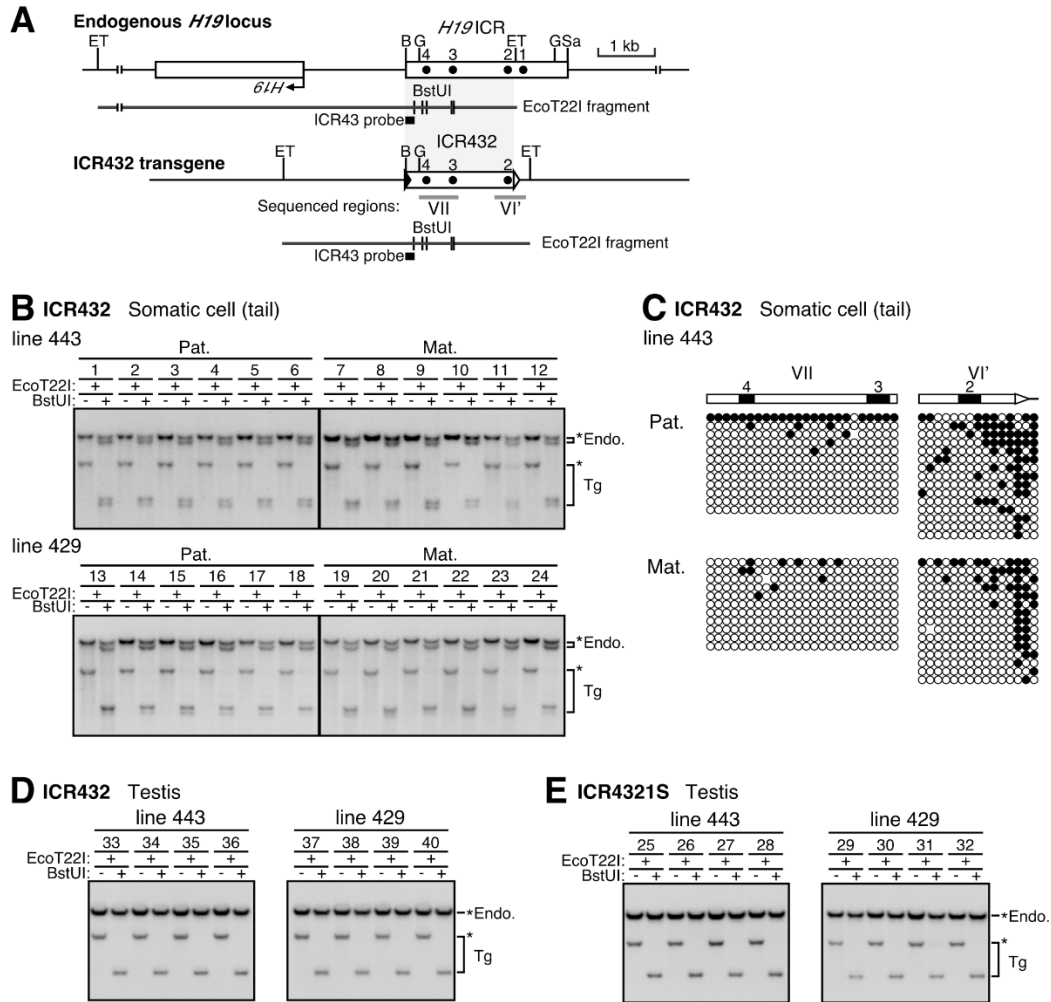 A
Endogenous H19 locus
H19 ICR
ET
B G
ET
GSa
1 kb
4 3 2 1
H19
BstUI
EcoT22I fragment
ICR43 probe
ICR432
ICR432 transgene
ET
B G
ET
4 3 2
Sequenced regions: VII VI'
BstUI
EcoT22I fragment
ICR43 probe
B ICR432 Somatic cell (tail)
line 443
Pat. Mat.
1 2 3 4 5 6 7 8 9 10 11 12
EcoT22I: + + + + + + + + + + + +
BstUI: - + - + - + - + - + - + - + - + - + - + - + - +
*Endo.
*
Tg
line 429
Pat. Mat.
13 14 15 16 17 18 19 20 21 22 23 24
EcoT22I: + + + + + + + + + + + +
BstUI: - + - + - + - + - + - + - + - + - + - + - + - +
*Endo.
*
Tg
C ICR432 Somatic cell (tail)
line 443
VII VI'
4 3 2
Pat.
Mat.
D ICR432 Testis
line 443 line 429
33 34 35 36 37 38 39 40
EcoT22I: + + + + + + + +
BstUI: - + - + - + - + - + - + - + - +
*Endo.
*
Tg
E ICR4321S Testis
line 443 line 429
25 26 27 28 29 30 31 32
EcoT22I: + + + + + + + +
BstUI: - + - + - + - + - + - + - + - +
*Endo.
*
Tg